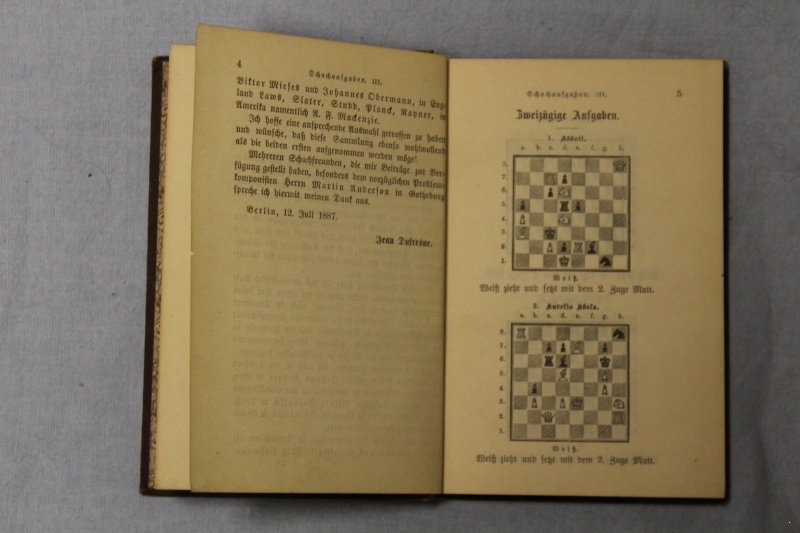 4
Schachaufgaben. III.
Viktor Mieses und Johannes Obermann, in Eng-
land Laws, Slater, Studd, Planck, Rayner, in
Amerika namentlich A. F. Mackenzie.
Ich hoffe eine ansprechende Auswahl getroffen zu haben
und wünsche, daß diese Sammlung ebenso wohlwollend
als die beiden ersten aufgenommen werden möge!
Mehreren Schachfreunden, die mir Beiträge zur Ver-
fügung gestellt haben, besonders dem vorzüglichen Problem-
komponisten Herrn Martin Anderson in Gothenburg
spreche ich hiermit meinen Dank aus.
Berlin, 12. Juli 1887.
Jean Dufresne.
Schachaufgaben. III.
5
Zweizügige Aufgaben.
1.
a. b. c. d. e. f. g. h.
8.
7.
6.
5.
4.
3.
2.
1.
Weiß.
Weiß zieht und setzt mit dem 2. Zuge Matt.
2. Aurelio Abela.
a. b. c. d. e. f. g. h.
8.
7.
6.
5.
4.
3.
2.
1.
Weiß.
Weiß zieht und setzt mit dem 2. Zuge Matt.